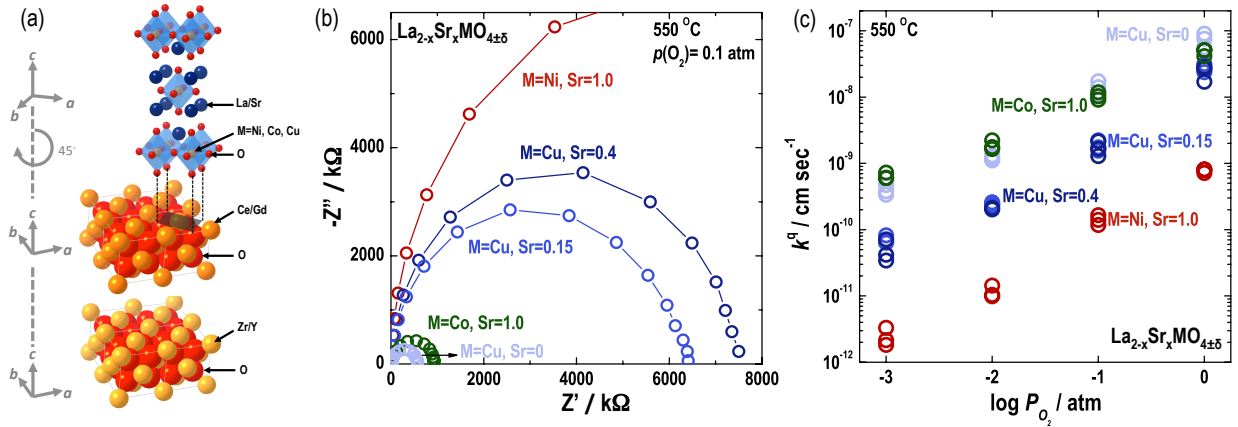 (a)
c
b
a
45°
La/Sr
M=Ni, Co, Cu
O
Ce/Gd
c
b
a
O
Zr/Y
c
b
a
O
(b)
La2-xSrxMO4±δ
550 °C
p(O2)= 0.1 atm
M=Ni, Sr=1.0
M=Cu, Sr=0.4
M=Cu, Sr=0.15
M=Co, Sr=1.0
M=Cu, Sr=0
-Z'' / kΩ
6000
4000
2000
0
0 2000 4000 6000 8000
Z' / kΩ
(c)
550 °C
M=Cu, Sr=0
M=Co, Sr=1.0
M=Cu, Sr=0.15
M=Cu, Sr=0.4
M=Ni, Sr=1.0
La2-xSrxMO4±δ
k^q / cm sec^-1
10^-7
10^-8
10^-9
10^-10
10^-11
10^-12
-3 -2 -1 0
log P_O2 / atm